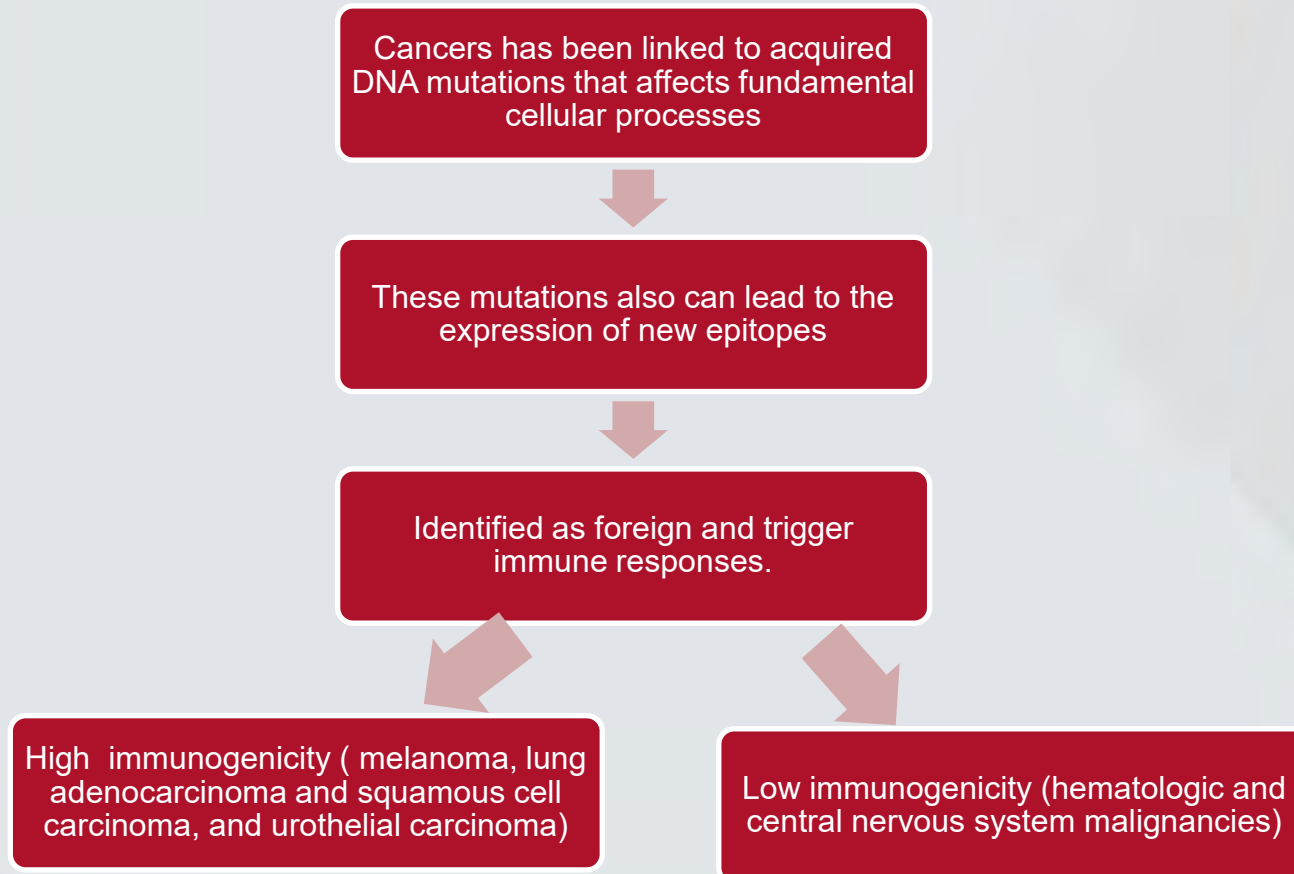 Cancers has been linked to acquired
DNA mutations that affects fundamental
cellular processes
These mutations also can lead to the
expression of new epitopes
Identified as foreign and trigger
immune responses.
High  immunogenicity ( melanoma, lung
adenocarcinoma and squamous cell
carcinoma, and urothelial carcinoma)
Low immunogenicity (hematologic and
central nervous system malignancies)